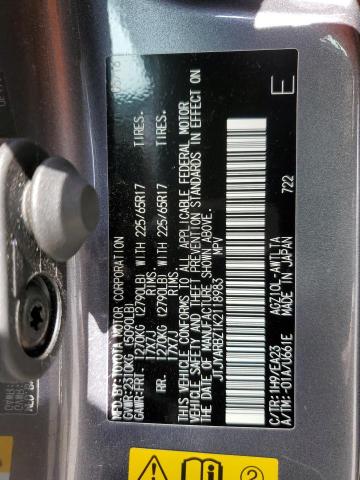 MFD.BY:TOYOTA MOTOR CORPORATION
GVWR:2310KG (5090LB)
GAWR:FRT. 1270KG (2790LB) WITH 225/65R17 TIRES.
17X7J RIMS.
RR. 1270KG (2790LB) WITH 225/65R17 TIRES.
17X7J RIMS.
THIS VEHICLE CONFORMS TO ALL APPLICABLE FEDERAL MOTOR
VEHICLE SAFETY AND THEFT PREVENTION STANDARDS IN EFFECT ON
THE DATE OF MANUFACTURE SHOWN ABOVE.
JTJYARBZ1K2118983 MPV
AGZ10L-AWTLTA
C/TR:1H9/EA23 MADE IN JAPAN
A/TM:-01A/U661E 722
E